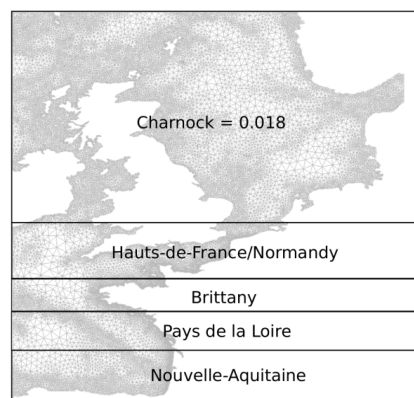 Charnock = 0.018
Hauts-de-France/Normandy
Brittany
Pays de la Loire
Nouvelle-Aquitaine